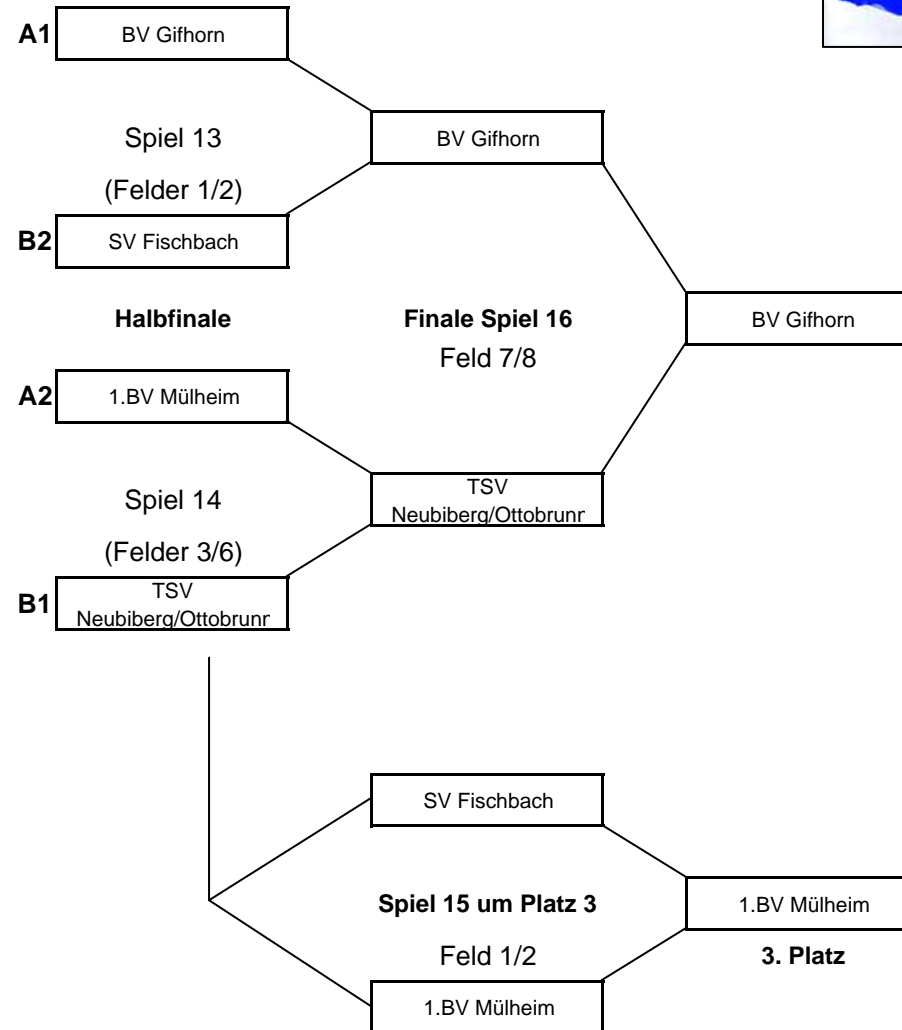 A1 BV Gifhorn
Spiel 13
BV Gifhorn
(Felder 1/2)
B2 SV Fischbach
Halbfinale
Finale Spiel 16
BV Gifhorn
Feld 7/8
A2 1.BV Mülheim
TSV
Neubiberg/Ottobrunr
Spiel 14
(Felder 3/6)
B1 TSV
Neubiberg/Ottobrunr
SV Fischbach
Spiel 15 um Platz 3
1.BV Mülheim
Feld 1/2
3. Platz
1.BV Mülheim